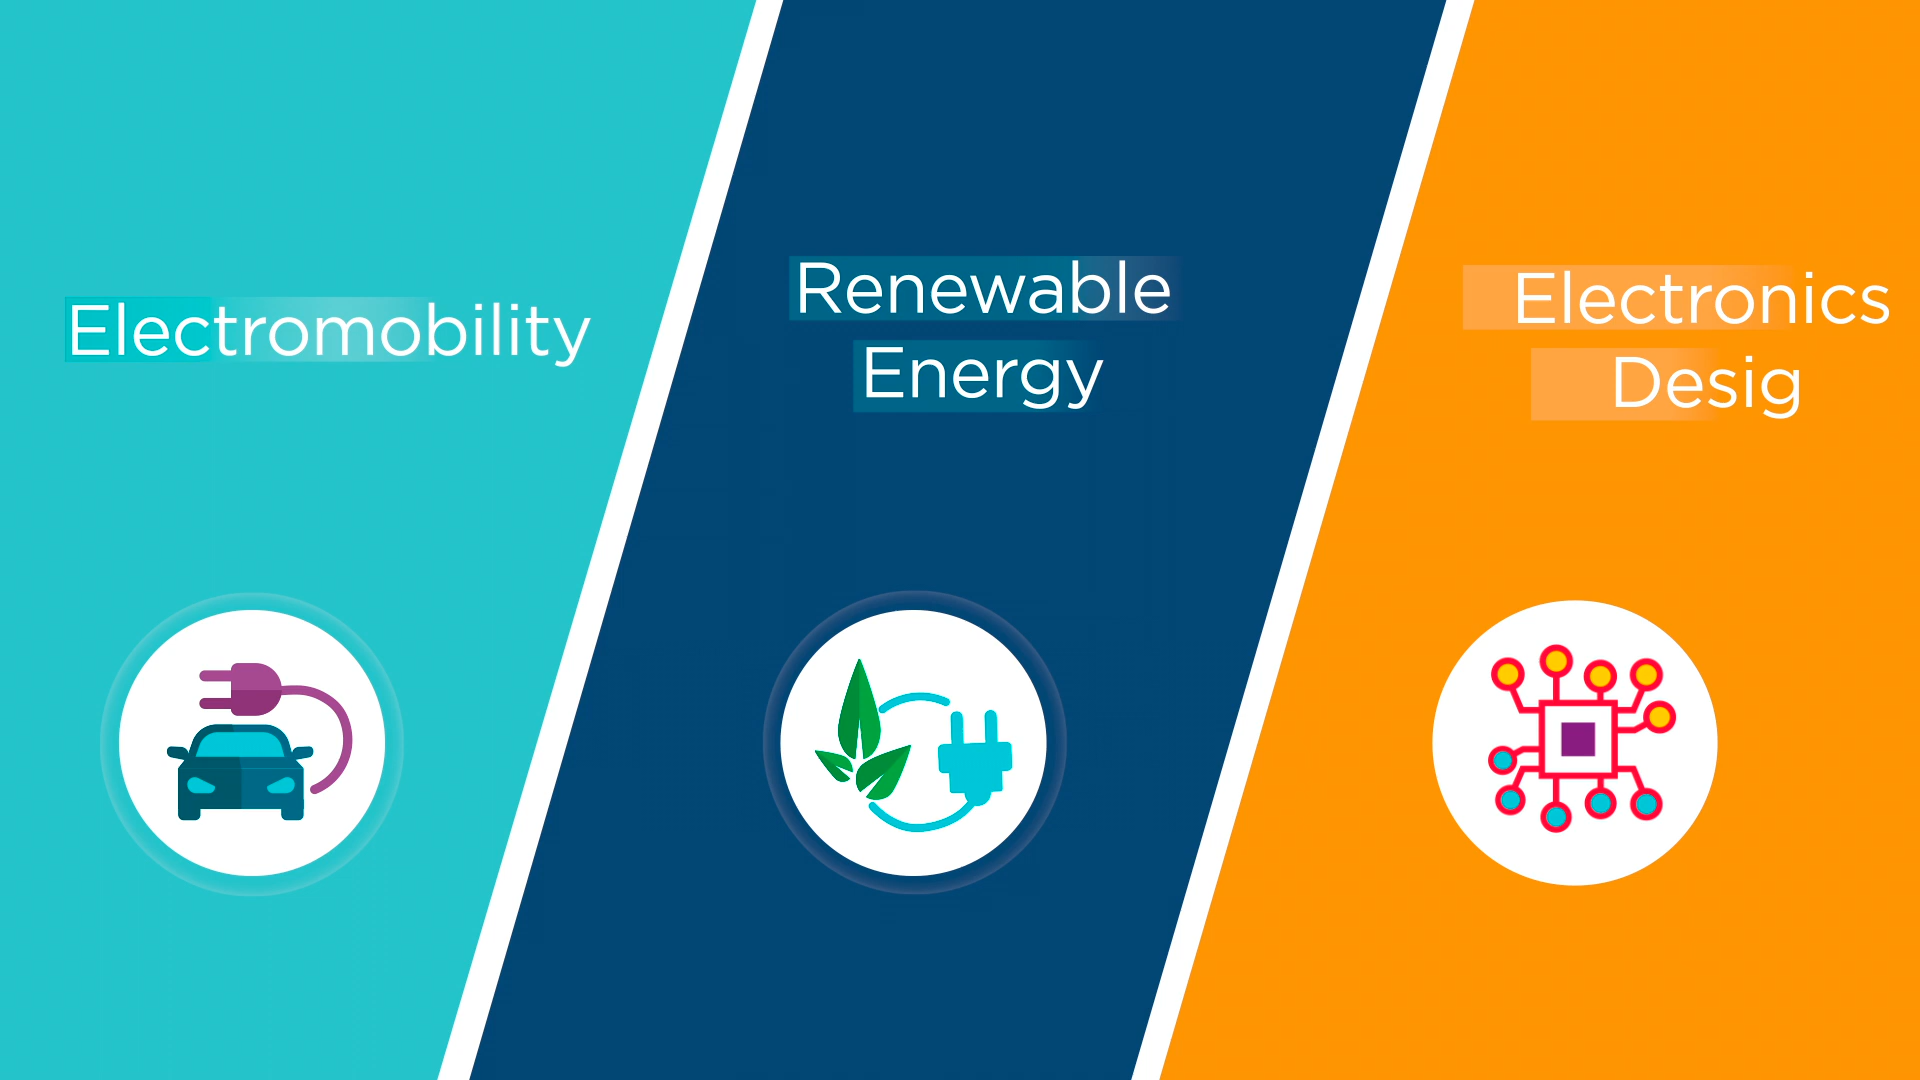 Electromobility
Renewable
Energy
Electronics
Desig